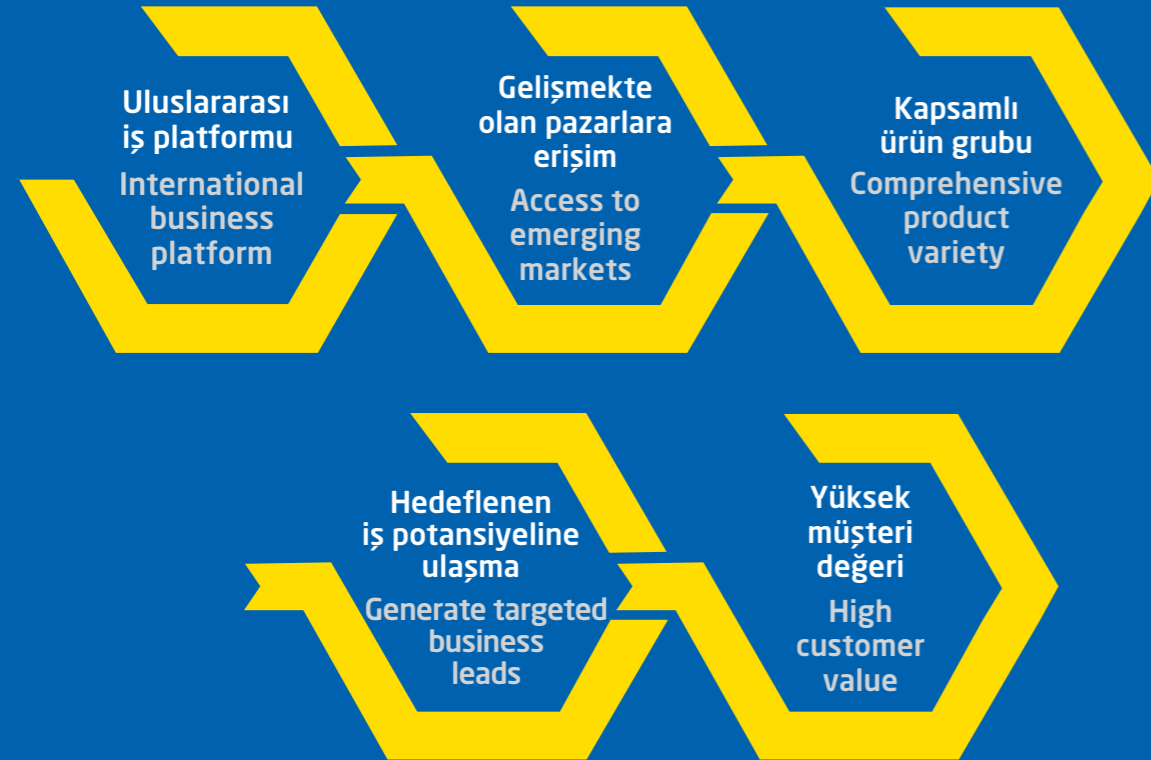 Uluslararası
iş platformu
International
business
platform
Gelişmekte
olan pazarlara
erişim
Access to
emerging
markets
Kapsamlı
ürün grubu
Comprehensive
product
variety
Hedeflenen
iş potansiyeline
ulaşma
Generate targeted
business
leads
Yüksek
müşteri
değeri
High
customer
value